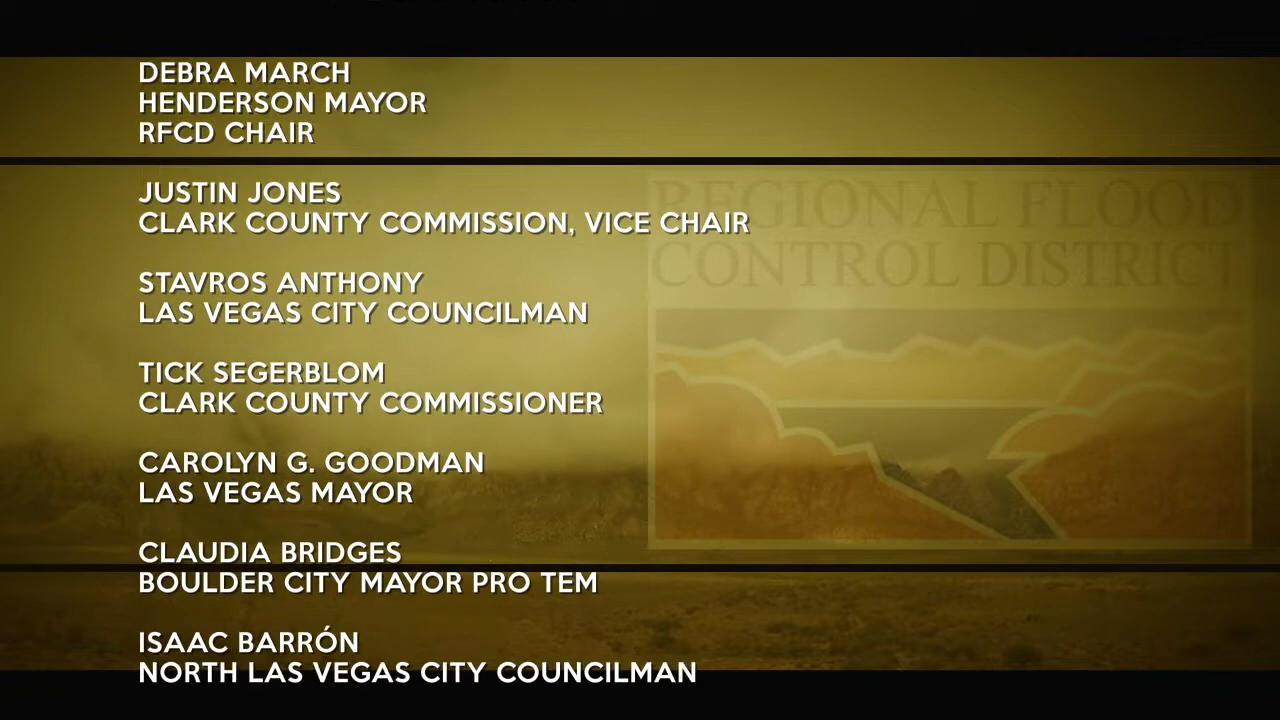 DEBRA MARCH
HENDERSON MAYOR
RFCD CHAIR
JUSTIN JONES
CLARK COUNTY COMMISSION, VICE CHAIR
STAVROS ANTHONY
LAS VEGAS CITY COUNCILMAN
TICK SEGERBLOM
CLARK COUNTY COMMISSIONER
CAROLYN G. GOODMAN
LAS VEGAS MAYOR
CLAUDIA BRIDGES
BOULDER CITY MAYOR PRO TEM
ISAAC BARRÓN
NORTH LAS VEGAS CITY COUNCILMAN
REGIONAL FLOOD
CONTROL DISTRICT